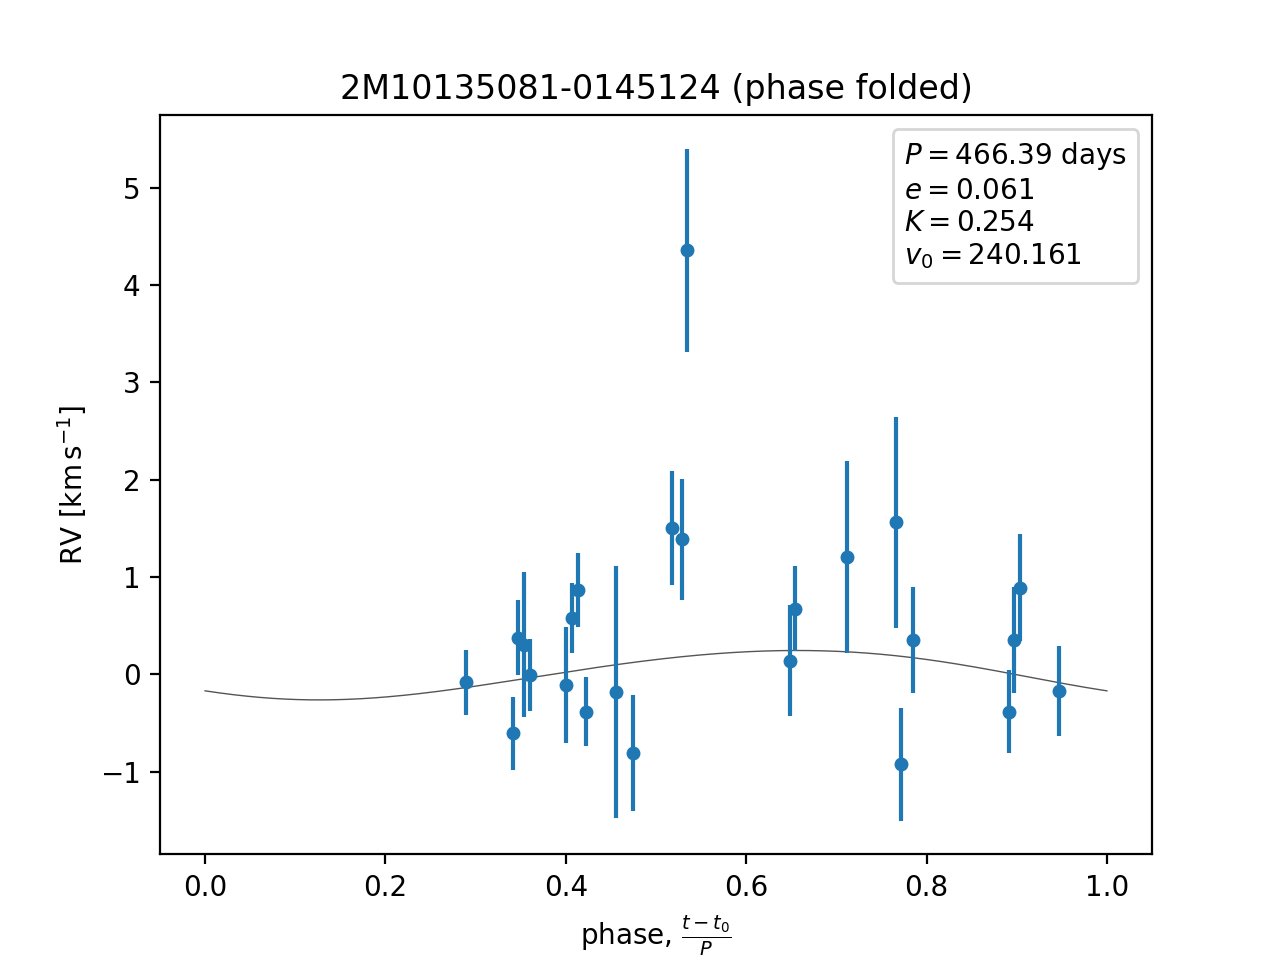 2M10135081-0145124 (phase folded)
P = 466.39 days
e = 0.061
K = 0.254
v₀ = 240.161
5
4
3
2
1
0
−1
RV [km s⁻¹]
0.0 0.2 0.4 0.6 0.8 1.0
phase, (t − t₀)/P